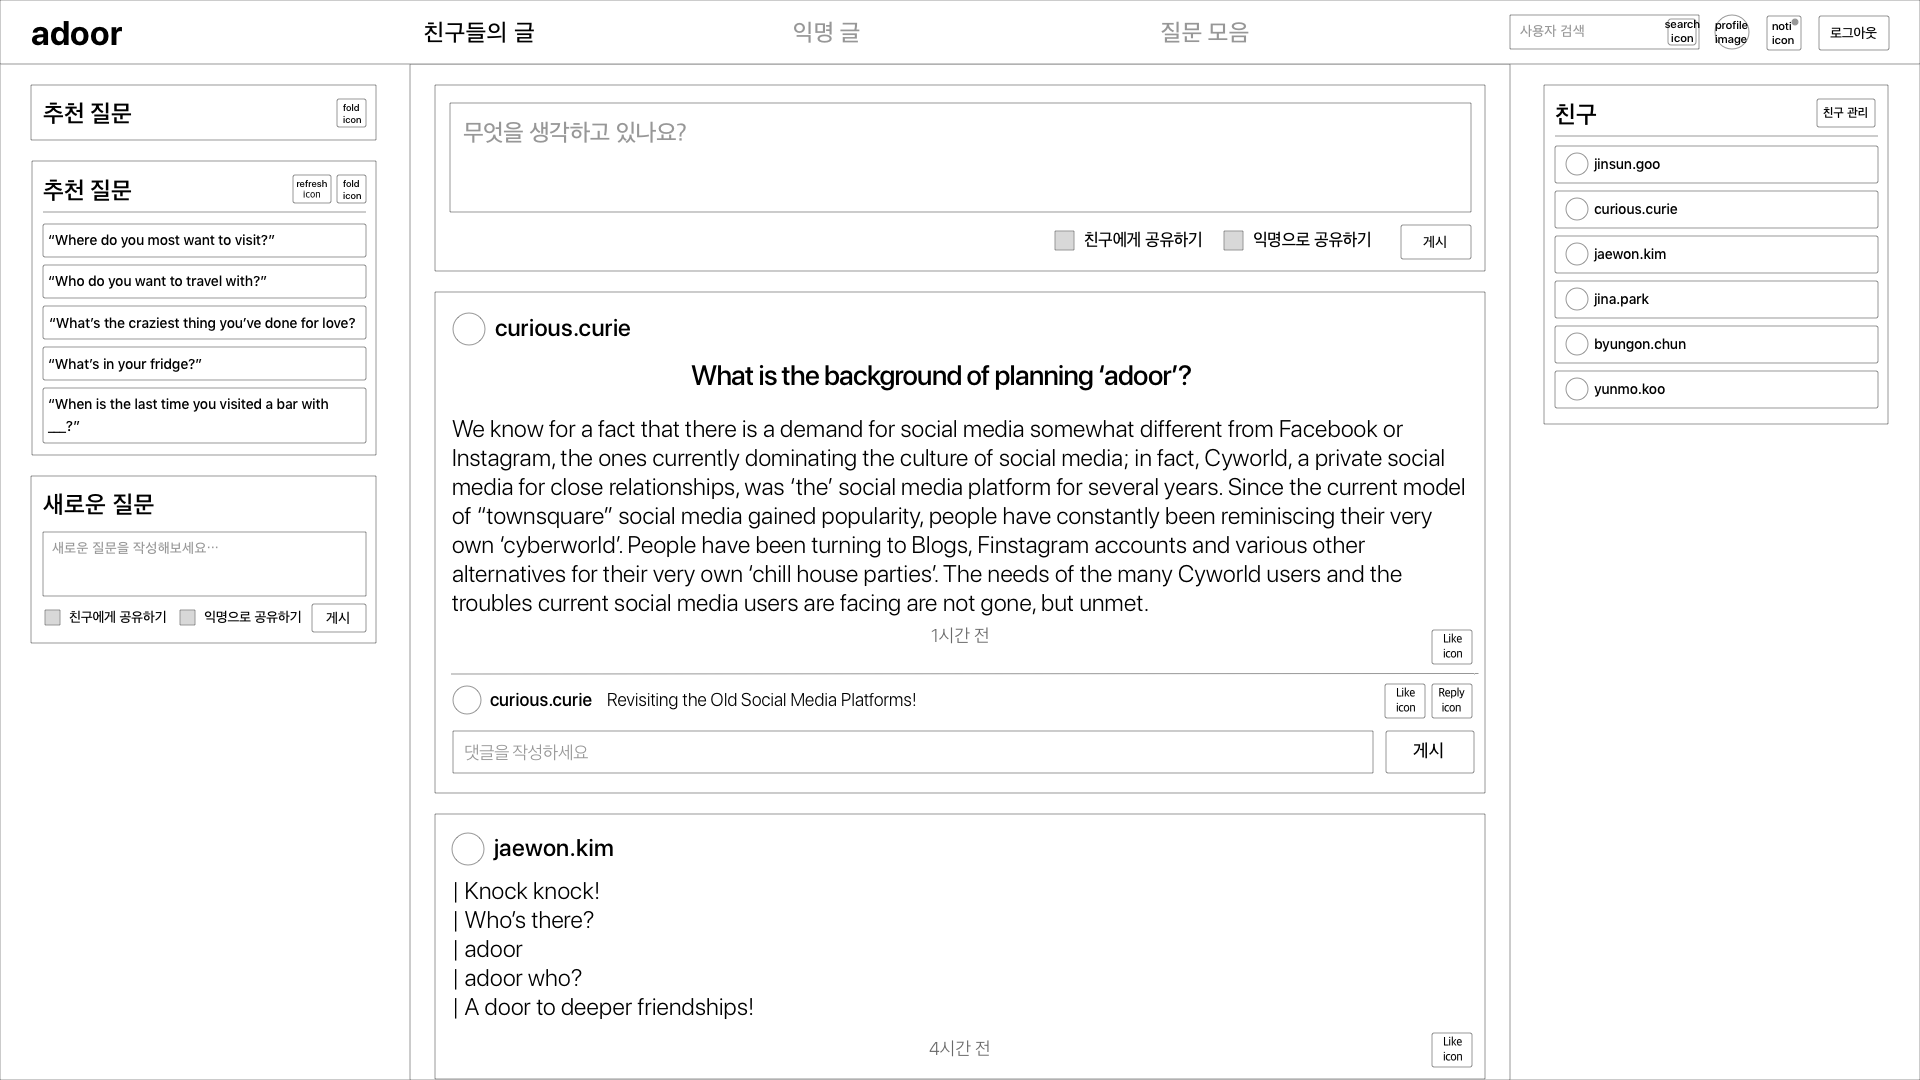 adoor
친구들의 글
익명 글
질문 모음
사용자 검색
search
icon
profile
image
noti
icon
로그아웃
추천 질문
fold
icon
추천 질문
refresh
icon
fold
icon
“Where do you most want to visit?”
“Who do you want to travel with?”
“What’s the craziest thing you’ve done for love?
“What’s in your fridge?”
“When is the last time you visited a bar with
___?”
새로운 질문
새로운 질문을 작성해보세요…
친구에게 공유하기
익명으로 공유하기
게시
무엇을 생각하고 있나요?
친구에게 공유하기
익명으로 공유하기
게시
curious.curie
What is the background of planning ‘adoor’?
We know for a fact that there is a demand for social media somewhat different from Facebook or
Instagram, the ones currently dominating the culture of social media; in fact, Cyworld, a private social
media for close relationships, was ‘the’ social media platform for several years. Since the current model
of “townsquare” social media gained popularity, people have constantly been reminiscing their very
own ‘cyberworld’. People have been turning to Blogs, Finstagram accounts and various other
alternatives for their very own ‘chill house parties’. The needs of the many Cyworld users and the
troubles current social media users are facing are not gone, but unmet.
1시간 전
Like
icon
curious.curie Revisiting the Old Social Media Platforms!
Like
icon
Reply
icon
댓글을 작성하세요
게시
jaewon.kim
| Knock knock!
| Who’s there?
| adoor
| adoor who?
| A door to deeper friendships!
4시간 전
Like
icon
친구
친구 관리
jinsun.goo
curious.curie
jaewon.kim
jina.park
byungon.chun
yunmo.koo